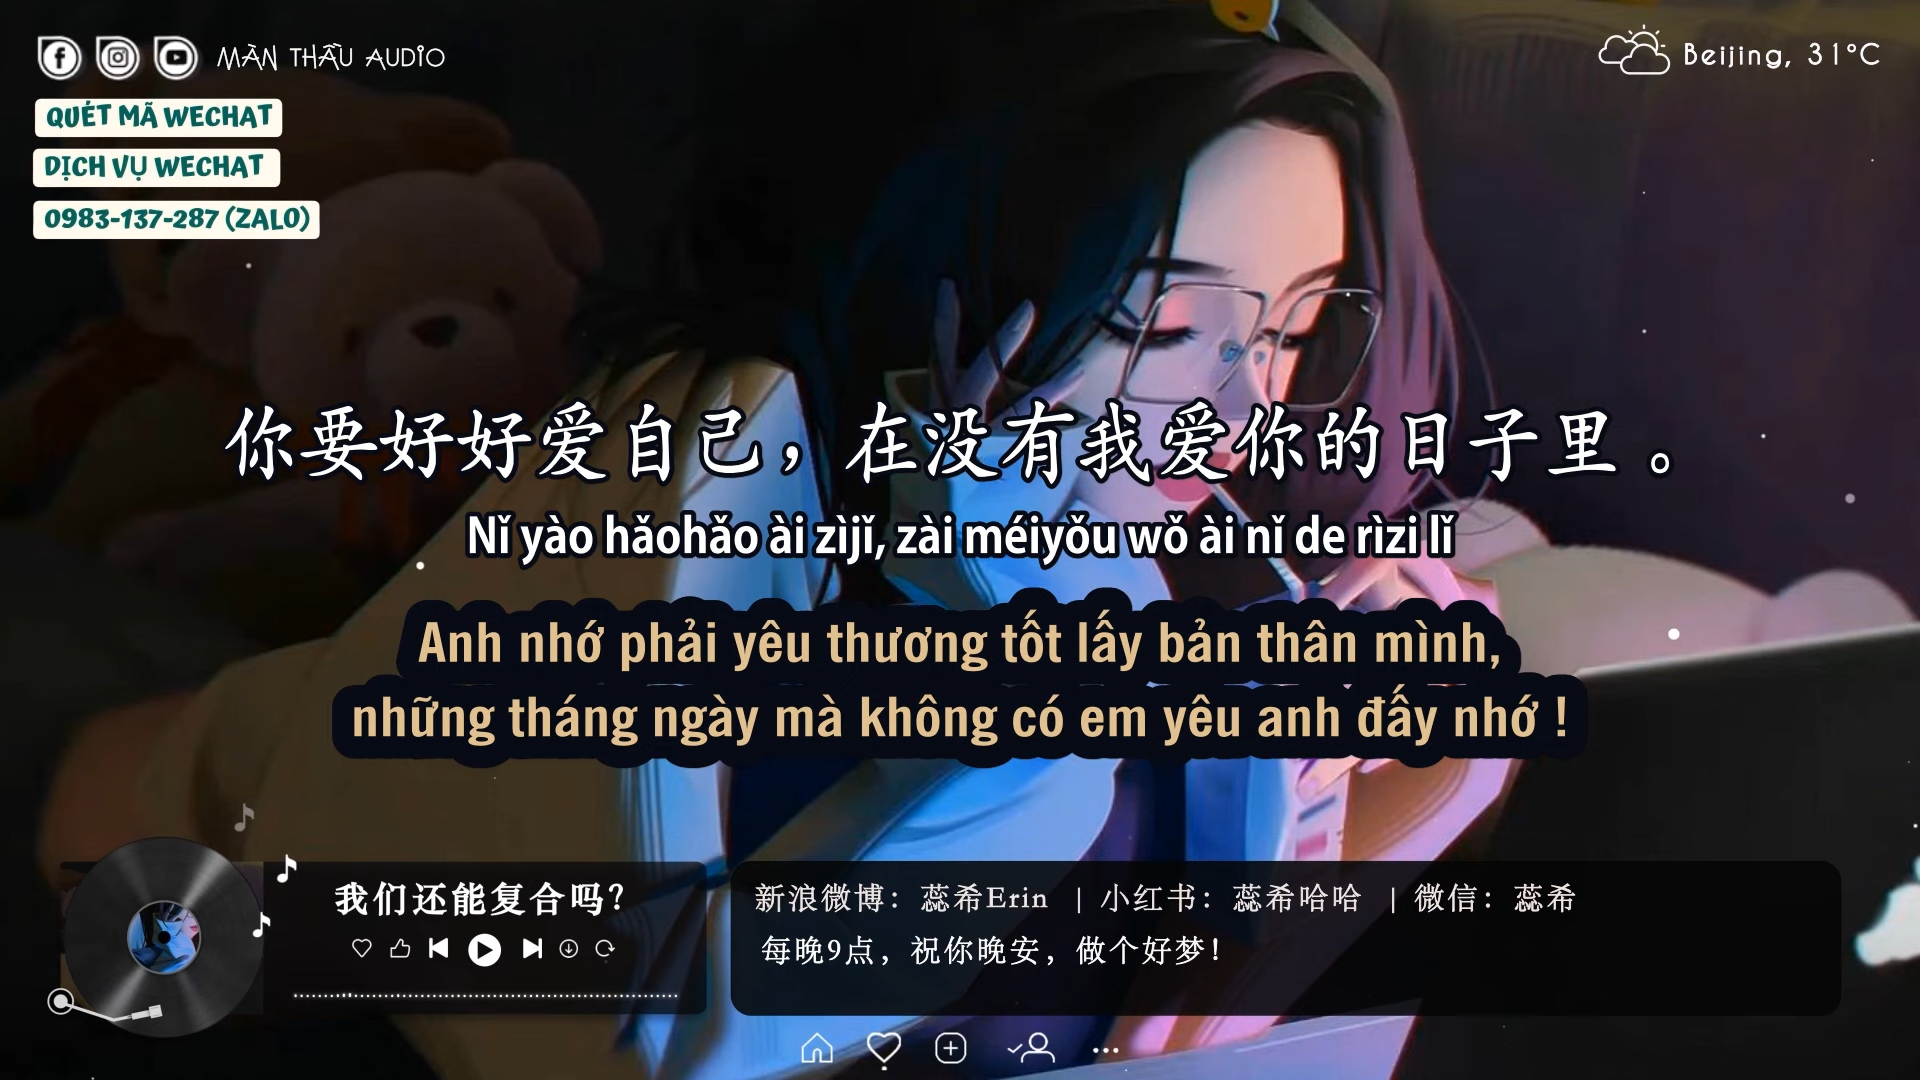 MÀN THẦU AUDIO
Beijing, 31°C
QUÉT MÃ WECHAT
DỊCH VỤ WECHAT
0983-137-287 (ZALO)
你要好好爱自己，在没有我爱你的日子里 。
Nǐ yào hǎohǎo ài zìjǐ, zài méiyǒu wǒ ài nǐ de rìzi lǐ
Anh nhớ phải yêu thương tốt lấy bản thân mình,
những tháng ngày mà không có em yêu anh đấy nhớ !
我们还能复合吗？
新浪微博：蕊希Erin | 小红书：蕊希哈哈 | 微信：蕊希
每晚9点，祝你晚安，做个好梦！